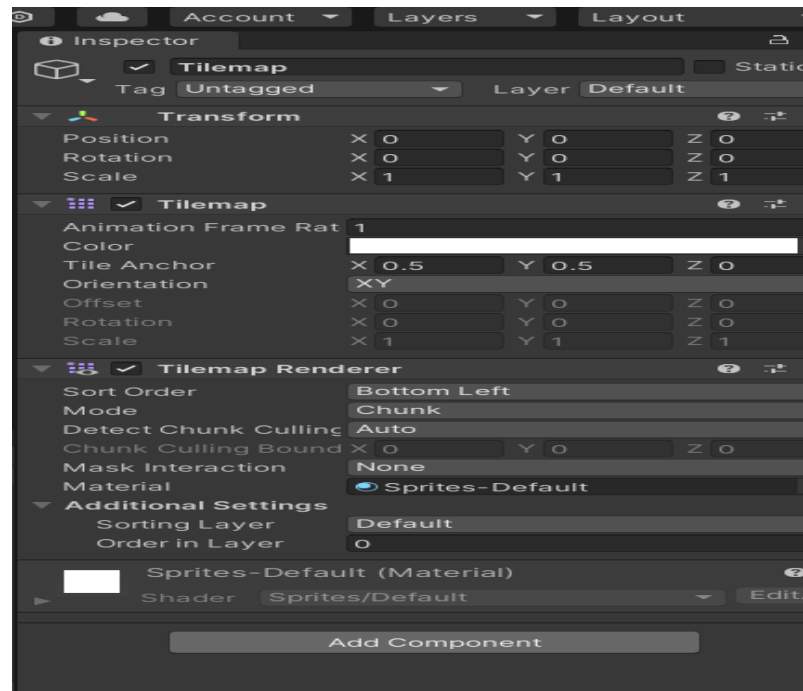 Account Layers Layout
Inspector
Tilemap Static
Tag Untagged Layer Default
Transform
Position X 0 Y 0 Z 0
Rotation X 0 Y 0 Z 0
Scale X 1 Y 1 Z 1
Tilemap
Animation Frame Rat 1
Color
Tile Anchor X 0.5 Y 0.5 Z 0
Orientation XY
Offset X 0 Y 0 Z 0
Rotation X 0 Y 0 Z 0
Scale X 1 Y 1 Z 1
Tilemap Renderer
Sort Order Bottom Left
Mode Chunk
Detect Chunk Culling Auto
Chunk Culling Bound X 0 Y 0 Z 0
Mask Interaction None
Material Sprites-Default
Additional Settings
Sorting Layer Default
Order in Layer 0
Sprites-Default (Material)
Shader Sprites/Default Edit.
Add Component